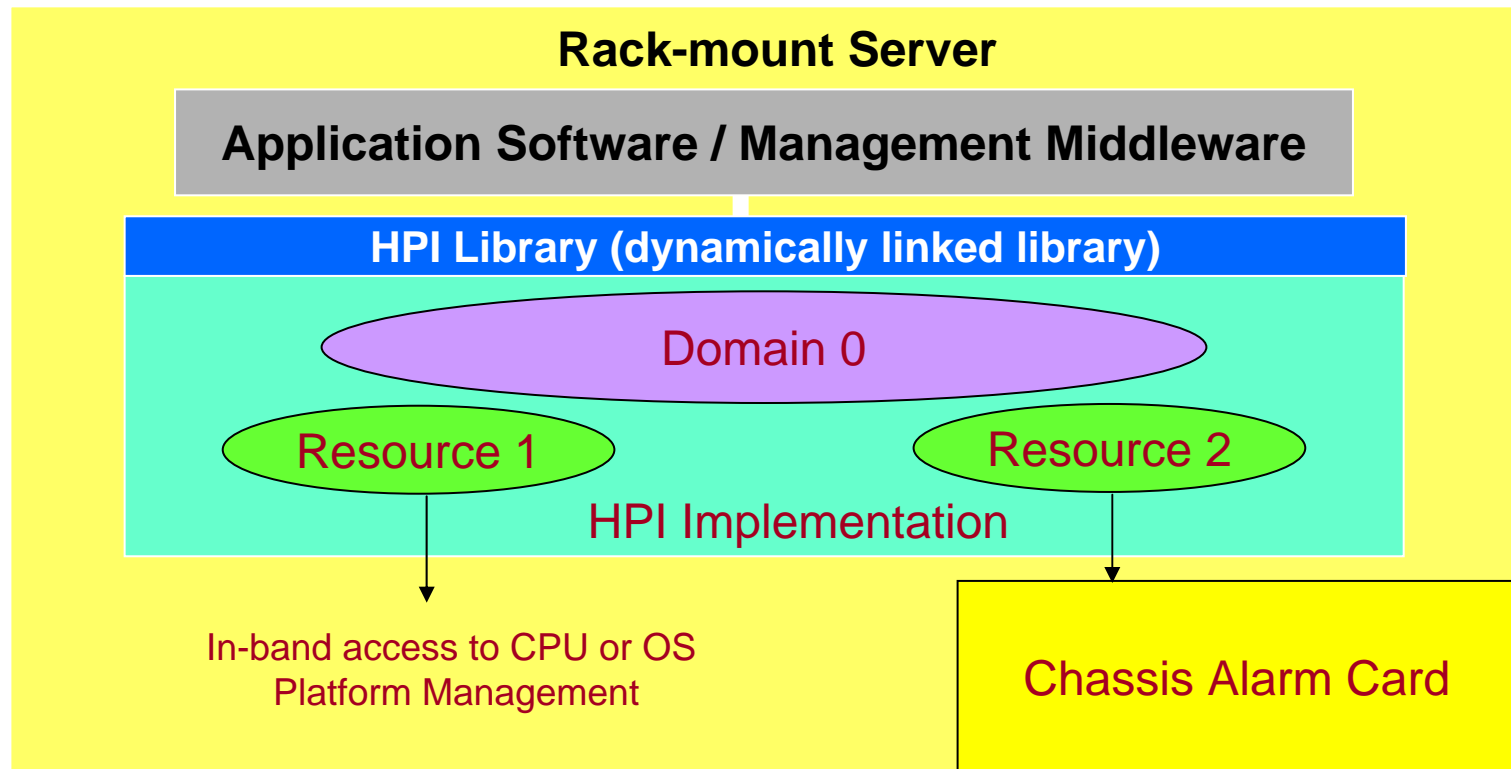 Rack-mount Server
Application Software / Management Middleware
HPI Library (dynamically linked library)
Domain 0
Resource 1
Resource 2
HPI Implementation
In-band access to CPU or OS
Platform Management
Chassis Alarm Card